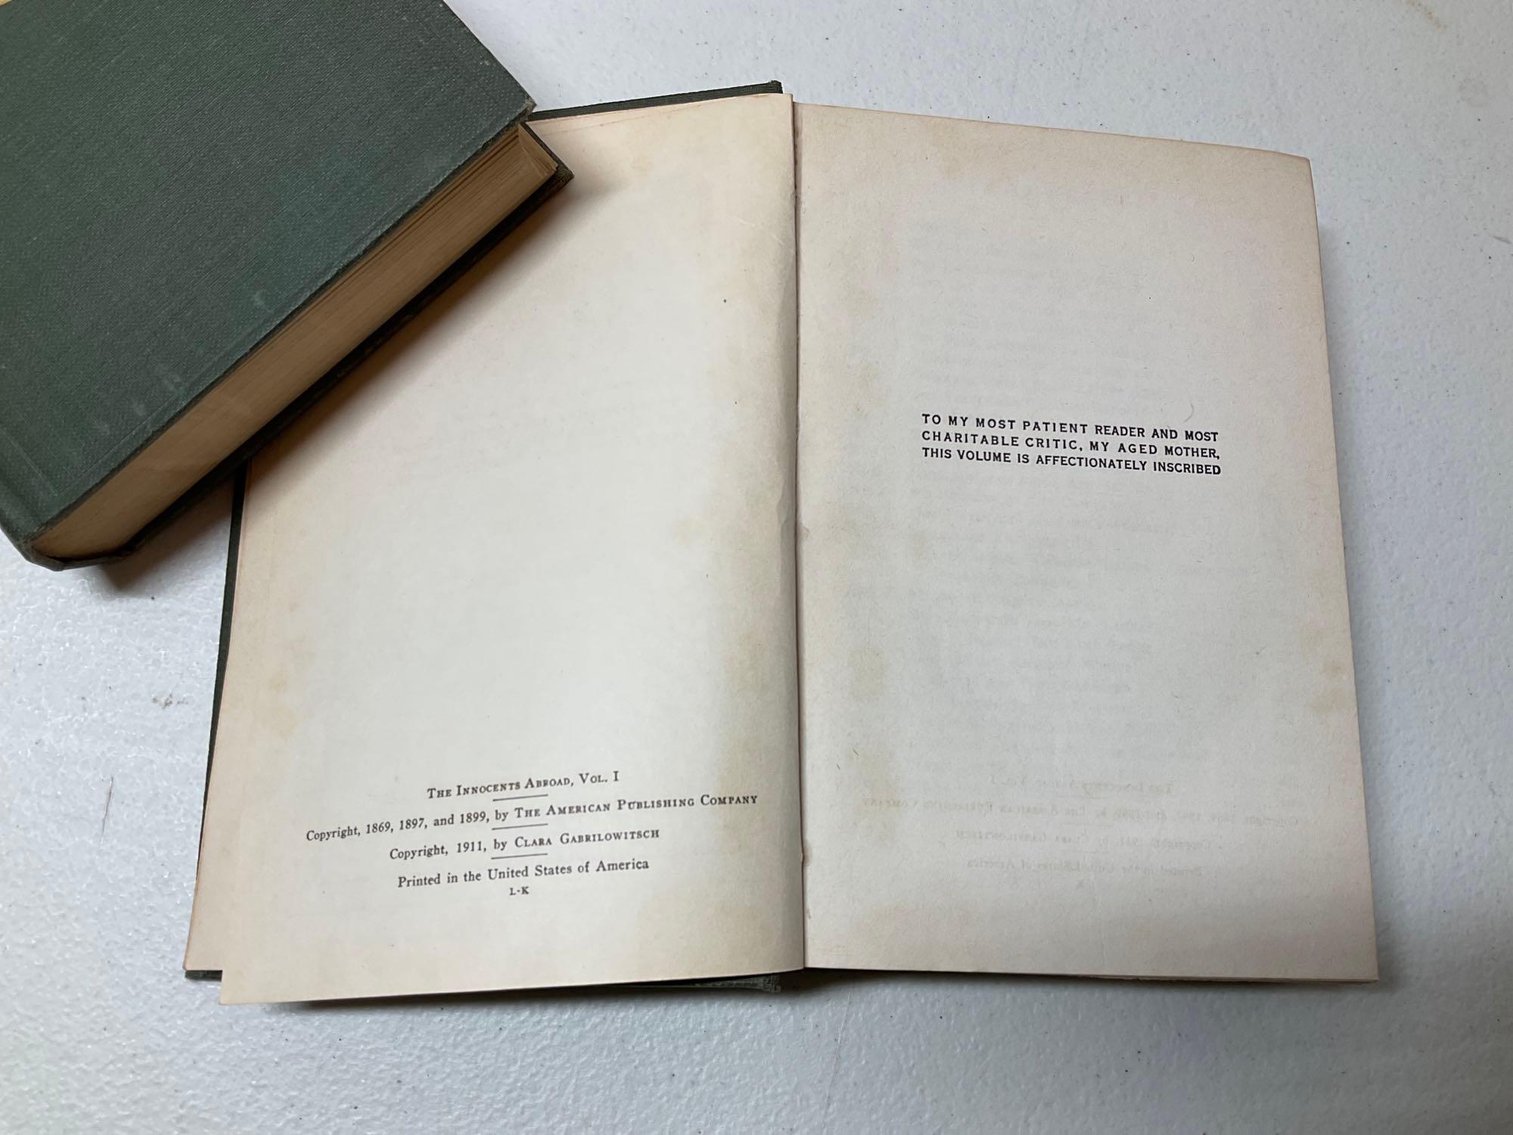 The Innocents Abroad, Vol. I
Copyright, 1869, 1897, and 1899, by The American Publishing Company
Copyright, 1911, by Clara Gabrilowitsch
Printed in the United States of America
L-K
TO MY MOST PATIENT READER AND MOST
CHARITABLE CRITIC, MY AGED MOTHER,
THIS VOLUME IS AFFECTIONATELY INSCRIBED